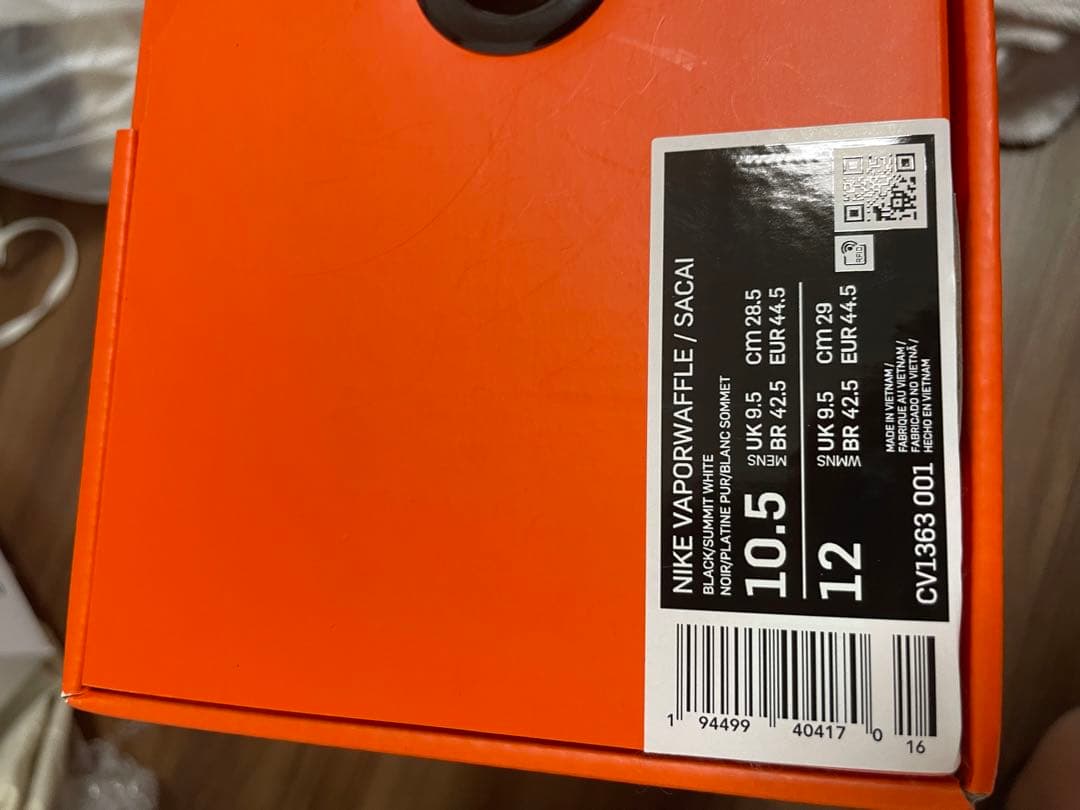 NIKE VAPORWAFFLE / SACAI
BLACK/SUMMIT WHITE
NOIR/PLATINE PUR/BLANC SOMMET
10.5 MENS UK 9.5 cm 28.5
BR 42.5 EUR 44.5
12 WMNS UK 9.5 cm 29
BR 42.5 EUR 44.5
RFID
MADE IN VIETNAM /
FABRIQUE AU VIETNAM /
FABRICADO NO VIETNÃ /
HECHO EN VIETNAM
CV1363 001
1 94499 40417 0 16